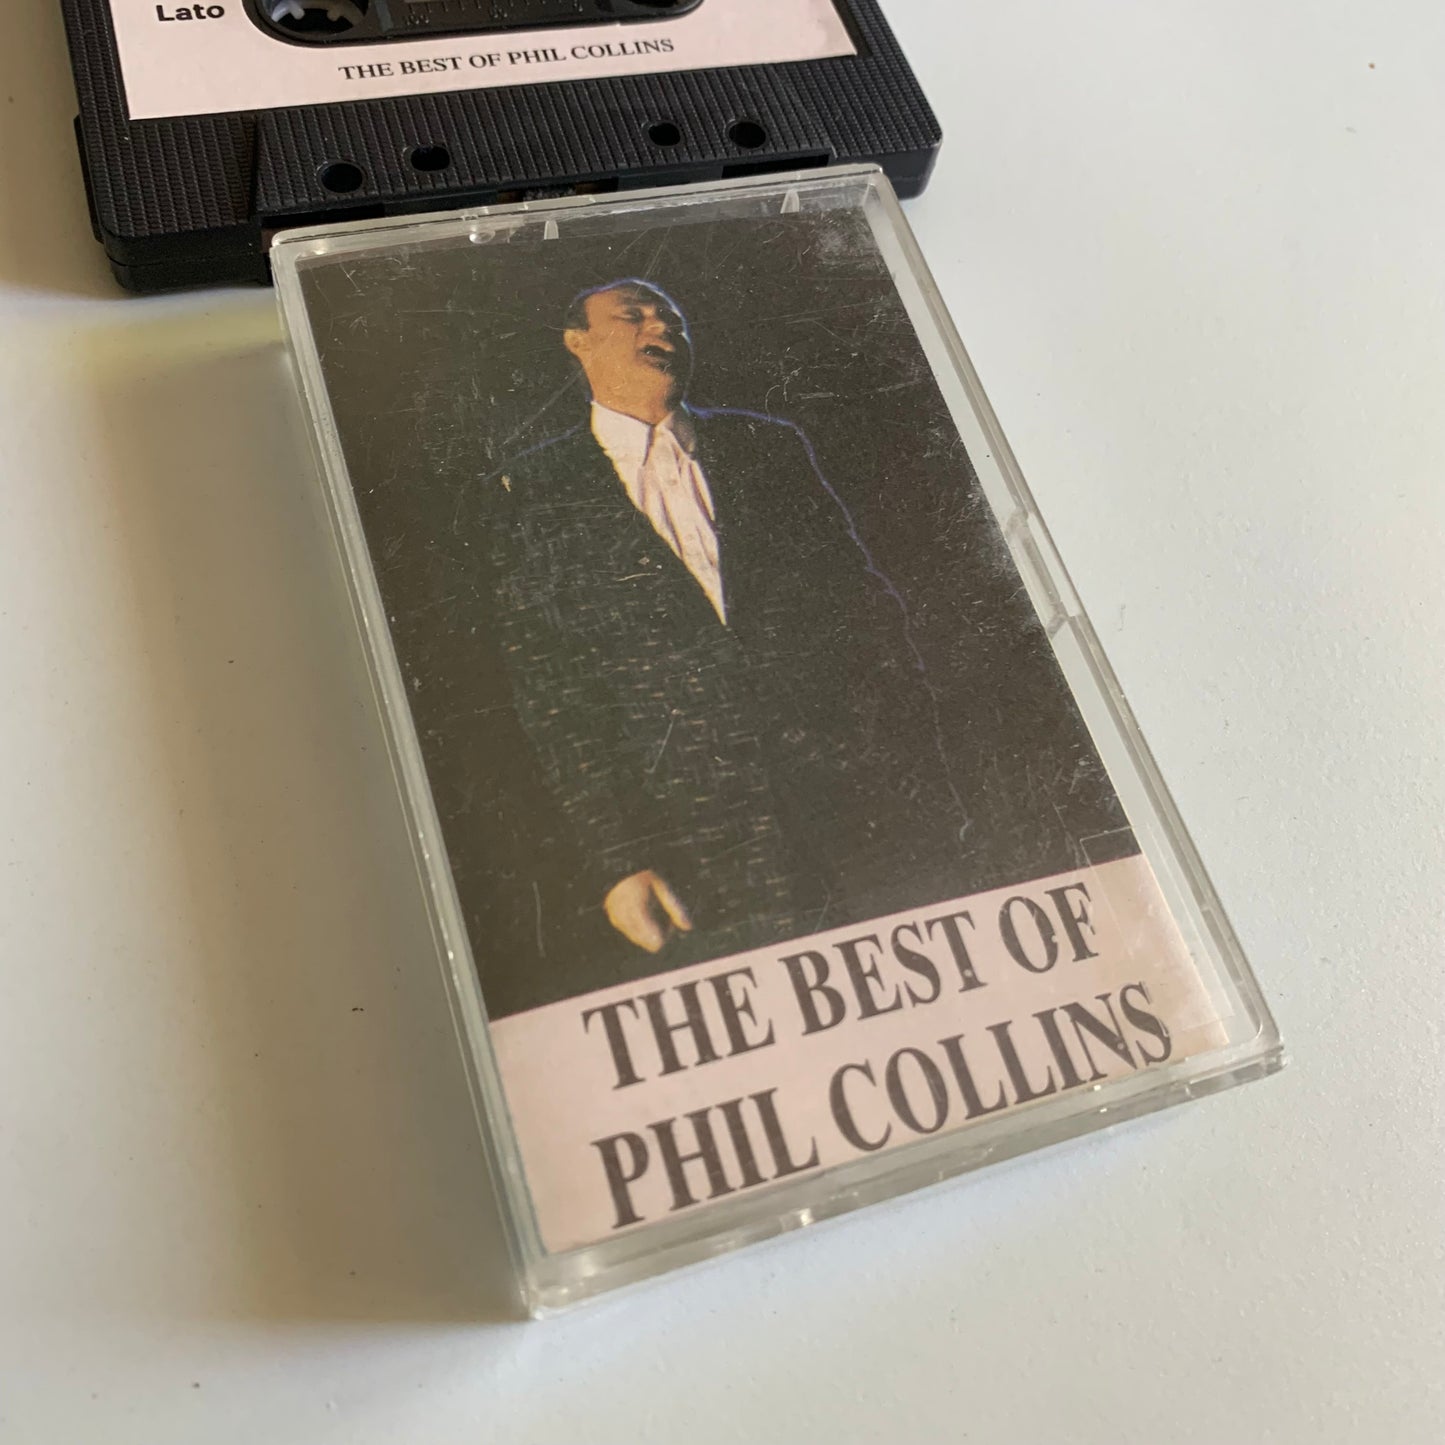 Lato
THE BEST OF PHIL COLLINS
THE BEST OF
PHIL COLLINS